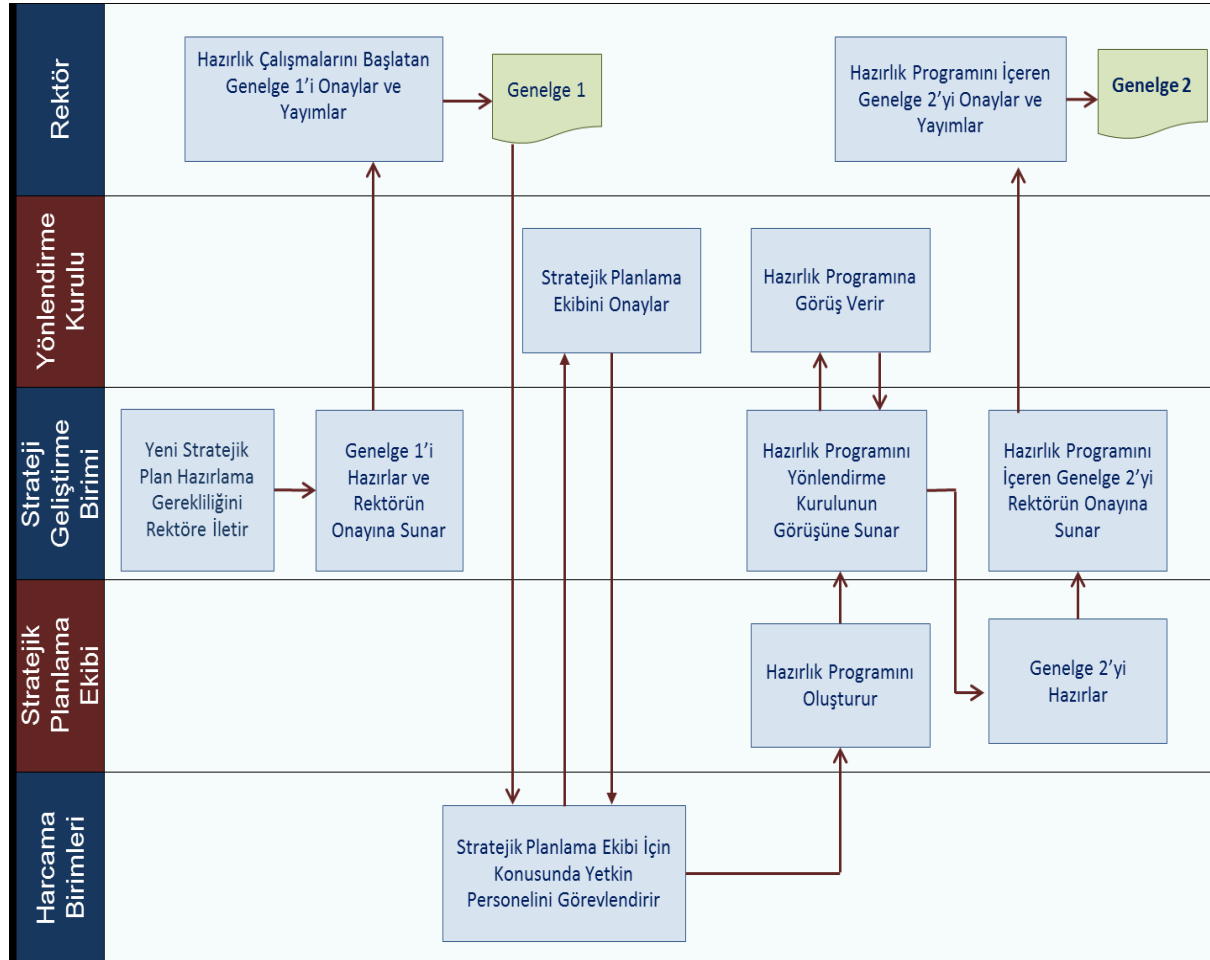 Rektör
Hazırlık Çalışmalarını Başlatan
Genelge 1’i Onaylar ve
Yayımlar
Genelge 1
Hazırlık Programını İçeren
Genelge 2’yi Onaylar ve
Yayımlar
Genelge 2
Yönlendirme
Kurulu
Stratejik Planlama
Ekibini Onaylar
Hazırlık Programına
Görüş Verir
Strateji
Geliştirme
Birimi
Yeni Stratejik
Plan Hazırlama
Gerekliliğini
Rektöre İletir
Genelge 1’i
Hazırlar ve
Rektörün
Onayına Sunar
Hazırlık Programını
Yönlendirme
Kurulunun
Görüşüne Sunar
Hazırlık Programını
İçeren Genelge 2’yi
Rektörün Onayına
Sunar
Stratejik
Planlama
Ekibi
Hazırlık Programını
Oluşturur
Genelge 2’yi
Hazırlar
Harcama
Birimleri
Stratejik Planlama Ekibi İçin
Konusunda Yetkin
Personelini Görevlendirir